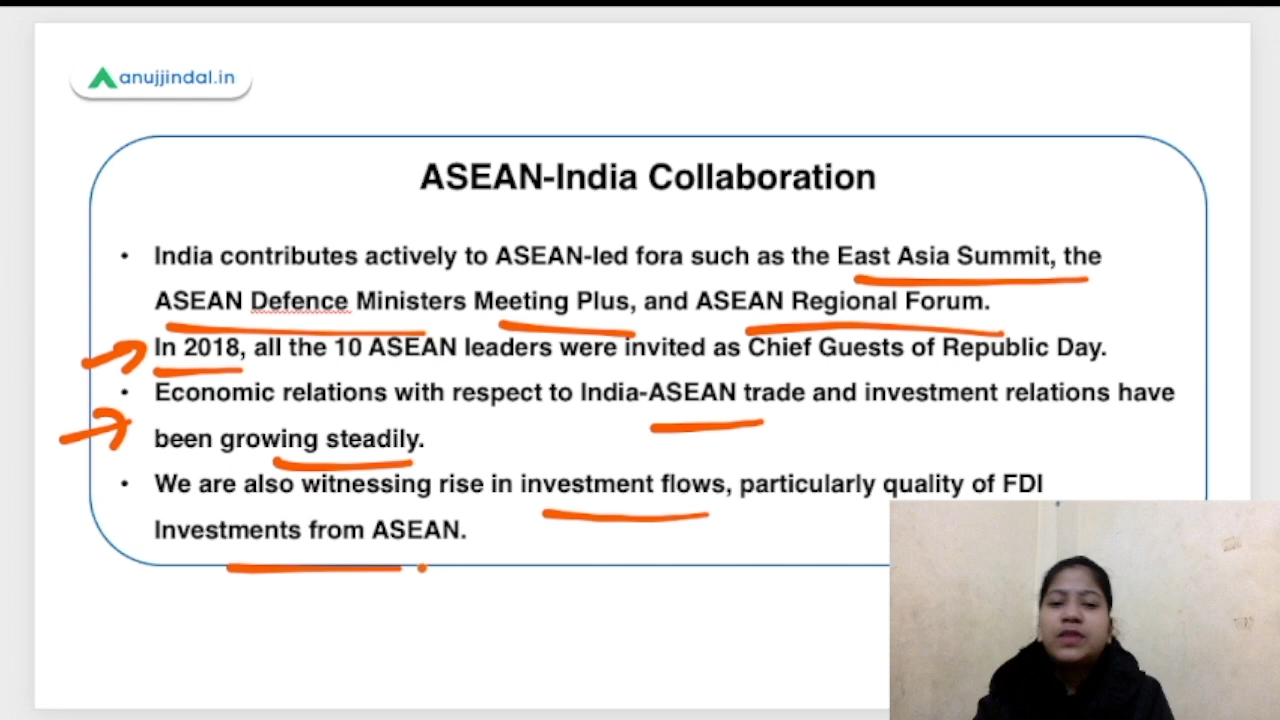 anujjindal.in
ASEAN-India Collaboration
• India contributes actively to ASEAN-led fora such as the East Asia Summit, the
ASEAN Defence Ministers Meeting Plus, and ASEAN Regional Forum.
In 2018, all the 10 ASEAN leaders were invited as Chief Guests of Republic Day.
• Economic relations with respect to India-ASEAN trade and investment relations have
been growing steadily.
• We are also witnessing rise in investment flows, particularly quality of FDI
Investments from ASEAN.